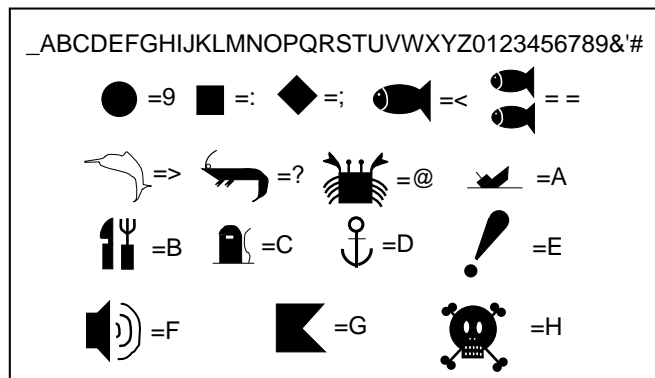 _ABCDEFGHIJKLMNOPQRSTUVWXYZ0123456789&'#
=9 =: =; =< = =
=> =? =@ =A
=B =C =D =E
=F =G =H